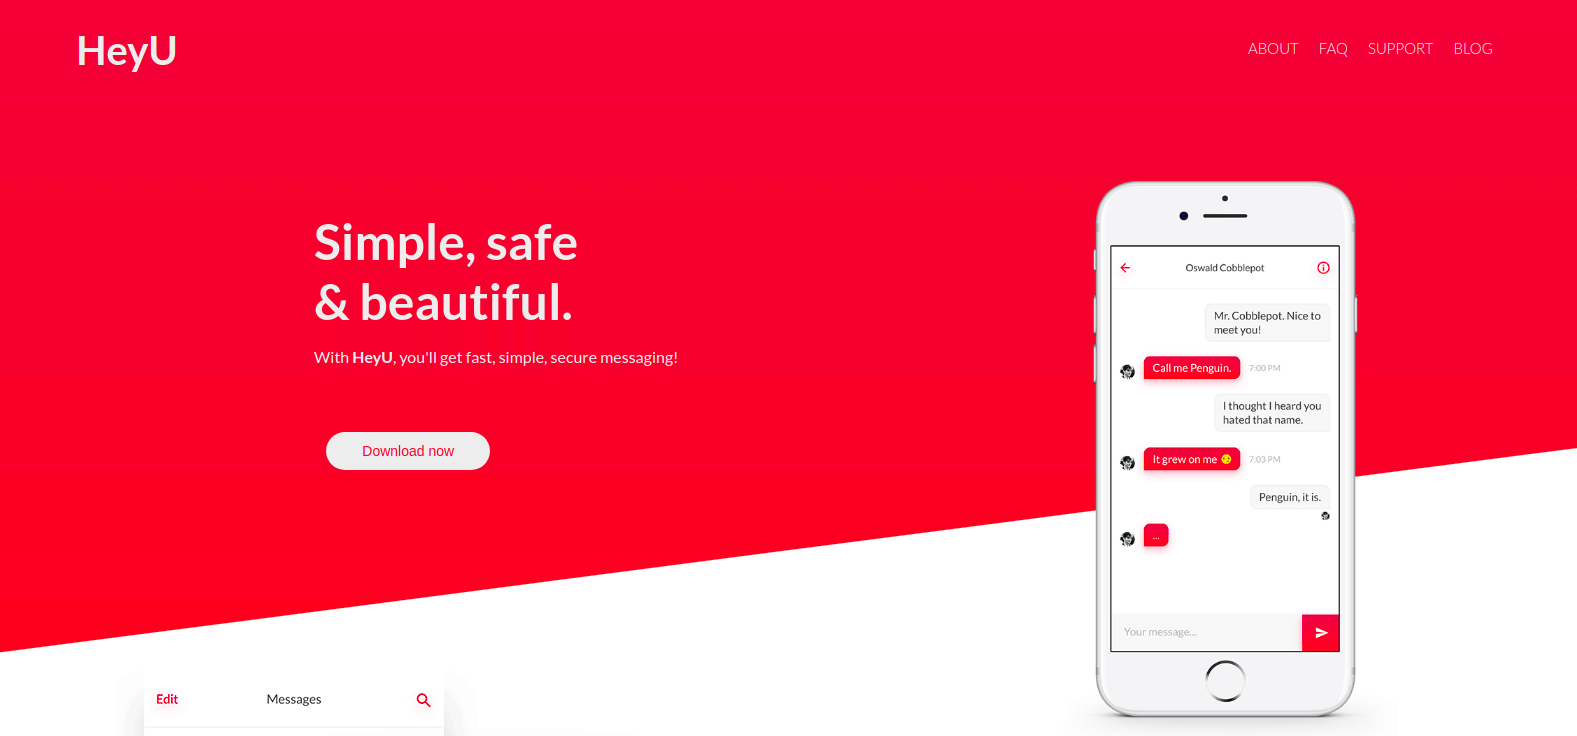 HeyU
ABOUT FAQ SUPPORT BLOG
Simple, safe
& beautiful.
With HeyU, you'll get fast, simple, secure messaging!
Download now
Oswald Cobblepot
Mr. Cobblepot. Nice to
meet you!
Call me Penguin. 7:00 PM
I thought I heard you
hated that name.
It grew on me 7:03 PM
Penguin, it is.
...
Your message...
Edit Messages